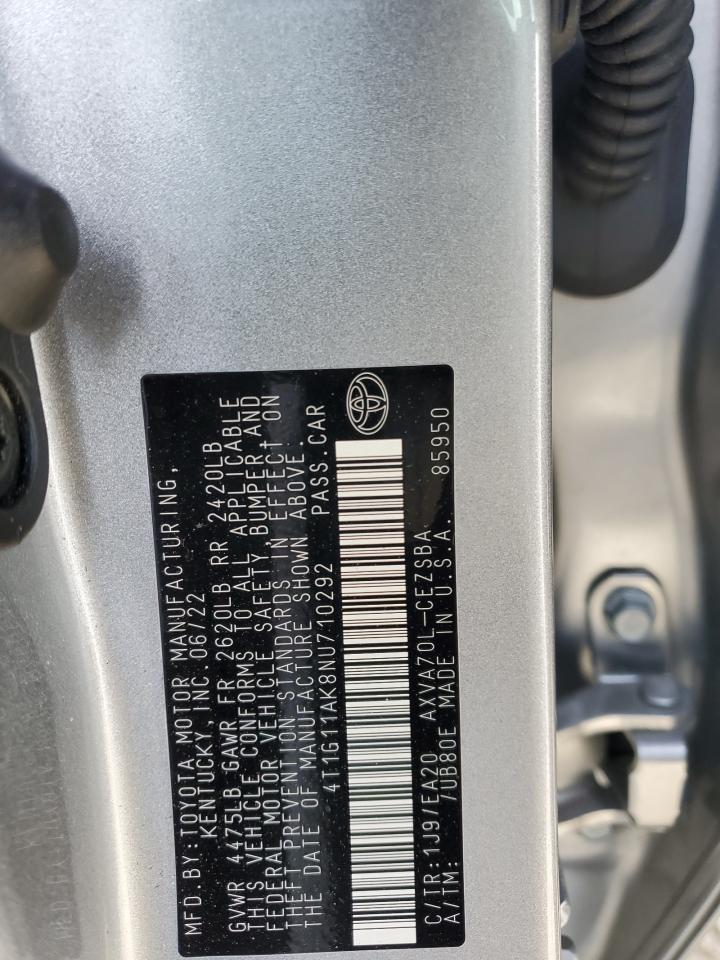 MFD.BY:TOYOTA MOTOR MANUFACTURING,
KENTUCKY INC. 06/22
GVWR 4475LB GAWR FR 2620LB RR 2420LB
THIS VEHICLE CONFORMS TO ALL APPLICABLE
FEDERAL MOTOR VEHICLE SAFETY, BUMPER, AND
THEFT PREVENTION STANDARDS IN EFFECT ON
THE DATE OF MANUFACTURE SHOWN ABOVE.
4T1G11AK8NU710292 PASS.CAR
C/TR:1J9/EA20 AXVA70L-CEZSBA
A/TM: /UB80E MADE IN U.S.A. 85950